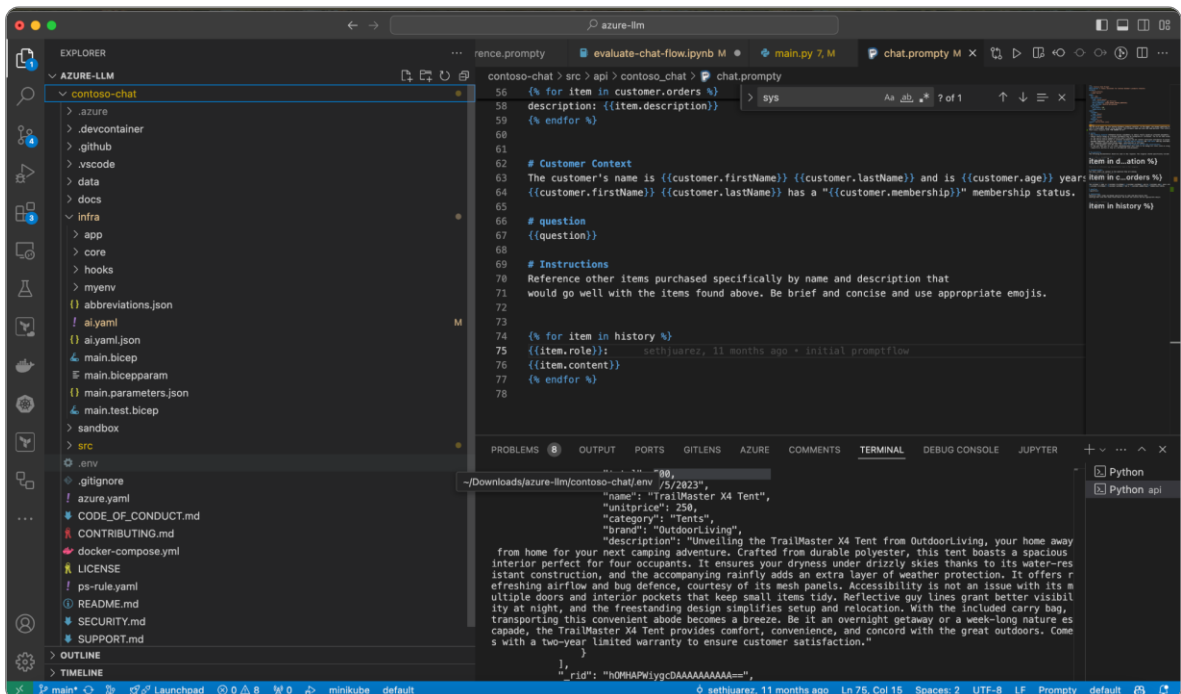 azure-llm
EXPLORER
AZURE-LLM
contoso-chat
.azure
.devcontainer
.github
.vscode
data
docs
infra
app
core
hooks
myenv
abbreviations.json
ai.yaml M
ai.yaml.json
main.bicep
main.bicepparam
main.parameters.json
main.test.bicep
sandbox
src
.env
.gitignore
azure.yaml
CODE_OF_CONDUCT.md
CONTRIBUTING.md
docker-compose.yml
LICENSE
ps-rule.yaml
README.md
SECURITY.md
SUPPORT.md
OUTLINE
TIMELINE
rence.prompty evaluate-chat-flow.ipynb M main.py 7, M chat.prompty M
contoso-chat > src > api > contoso_chat > chat.prompty
sys Aa ab ? of 1
56 {% for item in customer.orders %}
58 description: {{item.description}}
59 {% endfor %}
60
61
62 # Customer Context
63 The customer's name is {{customer.firstName}} {{customer.lastName}} and is {{customer.age}} year
64 {{customer.firstName}} {{customer.lastName}} has a "{{customer.membership}}" membership status.
65
66 # question
67 {{question}}
68
69 # Instructions
70 Reference other items purchased specifically by name and description that
71 would go well with the items found above. Be brief and concise and use appropriate emojis.
72
73
74 {% for item in history %}
75 {{item.role}}: sethjuarez, 11 months ago • initial promptflow
76 {{item.content}}
77 {% endfor %}
78
item in d...ation %}
item in c...orders %}
item in history %}
PROBLEMS 8 OUTPUT PORTS GITLENS AZURE COMMENTS TERMINAL DEBUG CONSOLE JUPYTER
Python
Python api
~/Downloads/azure-llm/contoso-chat/.env
/5/2023",
"name": "TrailMaster X4 Tent",
"unitprice": 250,
"category": "Tents",
"brand": "OutdoorLiving",
"description": "Unveiling the TrailMaster X4 Tent from OutdoorLiving, your home away
from home for your next camping adventure. Crafted from durable polyester, this tent boasts a spacious
interior perfect for four occupants. It ensures your dryness under drizzly skies thanks to its water-res
istant construction, and the accompanying rainfly adds an extra layer of weather protection. It offers r
efreshing airflow and bug defence, courtesy of its mesh panels. Accessibility is not an issue with its m
ultiple doors and interior pockets that keep small items tidy. Reflective guy lines grant better visibil
ity at night, and the freestanding design simplifies setup and relocation. With the included carry bag,
transporting this convenient abode becomes a breeze. Be it an overnight getaway or a week-long nature es
capade, the TrailMaster X4 Tent provides comfort, convenience, and concord with the great outdoors. Come
s with a two-year limited warranty to ensure customer satisfaction."
}
],
"_rid": "hOMHAPWiygcDAAAAAAAAAA==",
main* Launchpad 0 8 0 minikube default sethjuarez, 11 months ago Ln 75, Col 15 Spaces: 2 UTF-8 LF Prompty default